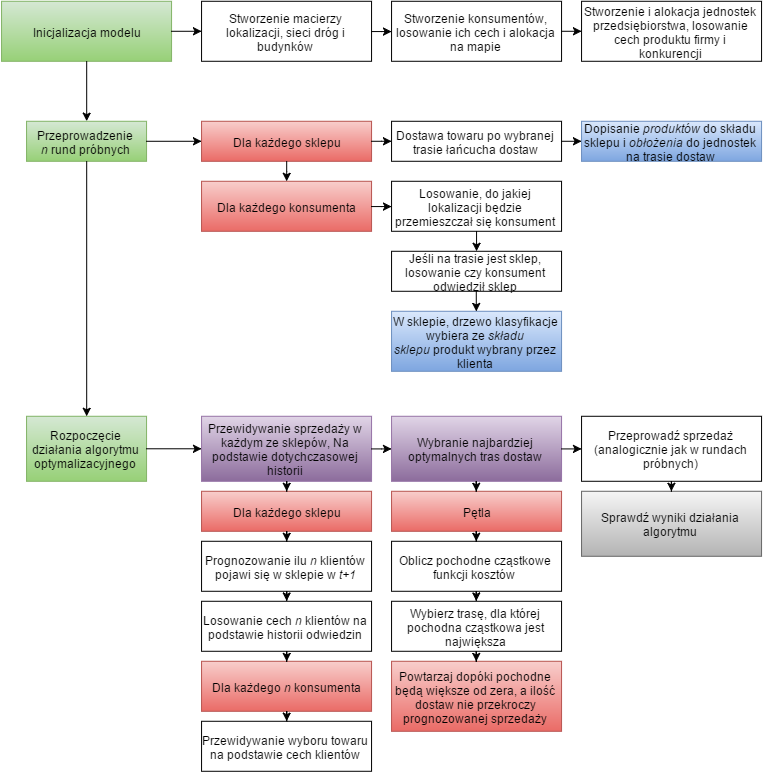 Inicjalizacja modelu
Stworzenie macierzy
lokalizacji, sieci dróg i
budynków
Stworzenie konsumentów,
losowanie ich cech i alokacja
na mapie
Stworzenie i alokacja jednostek
przedsiębiorstwa, losowanie
cech produktu firmy i
konkurencji
Przeprowadzenie
n rund próbnych
Dla każdego sklepu
Dostawa towaru po wybranej
trasie łańcucha dostaw
Dopisanie produktów do składu
sklepu i obłożenia do jednostek
na trasie dostaw
Dla każdego konsumenta
Losowanie, do jakiej
lokalizacji będzie
przemieszczał się konsument
Jeśli na trasie jest sklep,
losowanie czy konsument
odwiedził sklep
W sklepie, drzewo klasyfikacje
wybiera ze składu
sklepu produkt wybrany przez
klienta
Rozpoczęcie
działania algorytmu
optymalizacyjnego
Przewidywanie sprzedaży w
każdym ze sklepów, Na
podstawie dotychczasowej
historii
Wybranie najbardziej
optymalnych tras dostaw
Przeprowadź sprzedaż
(analogicznie jak w rundach
próbnych)
Dla każdego sklepu
Pętla
Sprawdź wyniki działania
algorytmu
Prognozowanie ilu n klientów
pojawi się w sklepie w t+1
Oblicz pochodne cząstkowe
funkcji kosztów
Losowanie cech n klientów na
podstawie historii odwiedzin
Wybierz trasę, dla której
pochodna cząstkowa jest
największa
Dla każdego n konsumenta
Powtarzaj dopóki pochodne
będą większe od zera, a ilość
dostaw nie przekroczy
prognozowanej sprzedaży
Przewidywanie wyboru towaru
na podstawie cech klientów